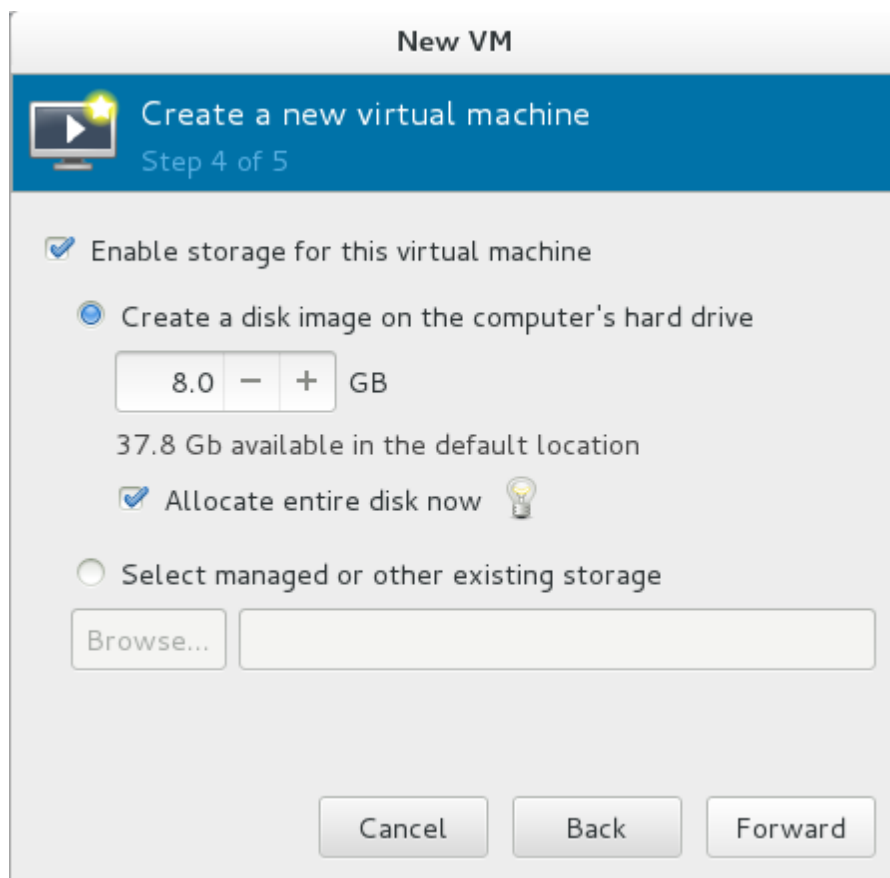 New VM
Create a new virtual machine
Step 4 of 5
Enable storage for this virtual machine
Create a disk image on the computer's hard drive
8.0 − + GB
37.8 Gb available in the default location
Allocate entire disk now
Select managed or other existing storage
Browse...
Cancel Back Forward